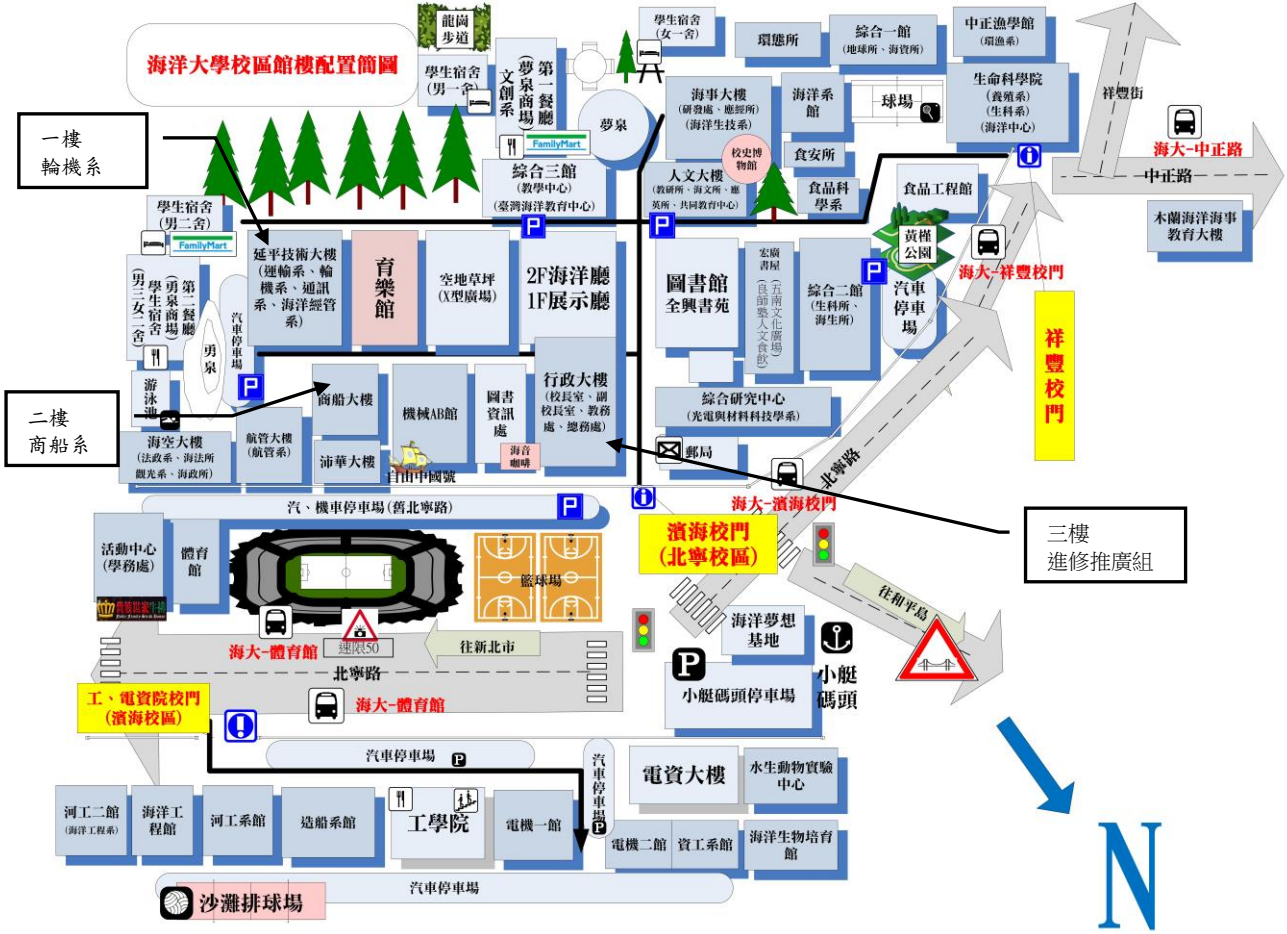 海洋大學校區館樓配置簡圖
龍崗
步道
學生宿舍
(男一舍)
第一餐廳
(夢泉商場)
文創系
FamilyMart
綜合三館
(教學中心)
(臺灣海洋教育中心)
夢泉
學生宿舍
(女一舍)
環態所
綜合一館
(地球所、海資所)
中正漁學館
(環漁系)
海事大樓
(研發處、應經所)
(海洋生技系)
海洋系
館
球場
生命科學院
(養殖系)
(生科系)
(海洋中心)
校史博
物館
食安所
人文大樓
(教研所、海文所、應
英所、共同教育中心)
食品科
學系
食品工程館
祥豐街
海大-中正路
中正路
木蘭海洋海事
教育大樓
一樓
輪機系
學生宿舍
(男二舍)
FamilyMart
第二餐廳
(勇泉商場)
學生宿舍
(男三女二舍)
勇泉
汽車停車場
P
延平技術大樓
(運輸系、輪
機系、通訊
系、海洋經管
系)
育樂館
空地草坪
(X型廣場)
P
2F海洋廳
1F展示廳
P
圖書館
全興書苑
宏廣
書屋
(五南文化廣場)
(良師塾人文食飲)
綜合二館
(生科所、
海生所)
P
黃槿
公園
汽車
停車
場
海大-祥豐校門
祥豐校門
二樓
商船系
游泳池
海空大樓
(法政系、海法所
觀光系、海政所)
航管大樓
(航管系)
商船大樓
沛華大樓
機械AB館
自由中國號
圖書
資訊
處
海音
咖啡
行政大樓
(校長室、副
校長室、教務
處、總務處)
綜合研究中心
(光電與材料科技學系)
郵局
北寧路
海大-濱海校門
濱海校門
(北寧校區)
三樓
進修推廣組
汽、機車停車場(舊北寧路)
P
活動中心
(學務處)
體育
館
籃球場
海大-體育館
速限50
往新北市
北寧路
海大-體育館
往和平島
海洋夢想
基地
P
小艇碼頭停車場
小艇
碼頭
工、電資院校門
(濱海校區)
汽車停車場
P
汽車停車場
P
電資大樓
水生動物實驗
中心
河工二館
(海洋工程系)
海洋工
程館
河工系館
造船系館
工學院
電機一館
電機二館
資工系
海洋生物培育
館
汽車停車場
沙灘排球場
N